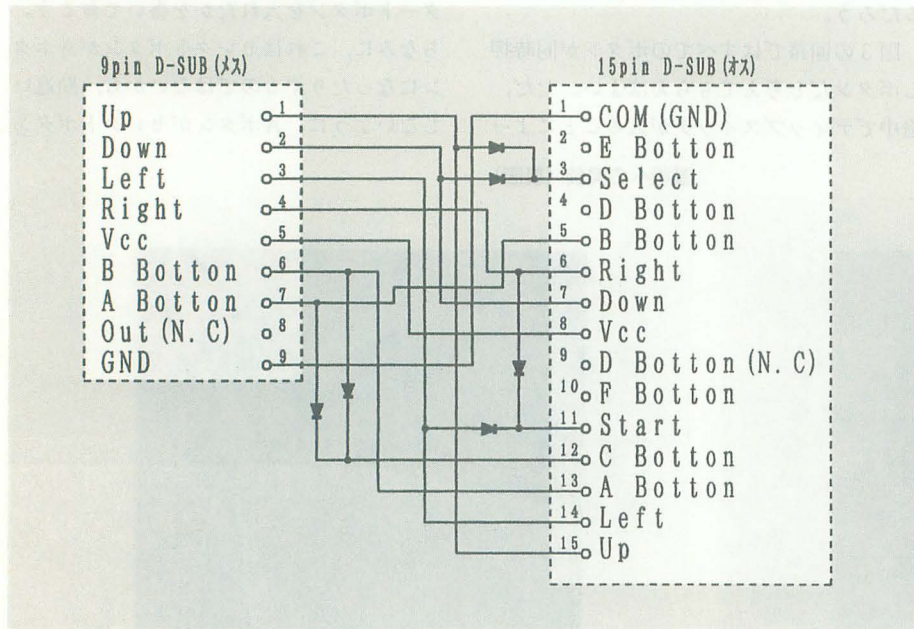 9pin D-SUB (ﾒｽ)
Up 1
Down 2
Left 3
Right 4
Vcc 5
B Botton 6
A Botton 7
Out (N. C) 8
GND 9
15pin D-SUB (ｵｽ)
1 COM (GND)
2 E Botton
3 Select
4 D Botton
5 B Botton
6 Right
7 Down
8 Vcc
9 D Botton (N. C)
10 F Botton
11 Start
12 C Botton
13 A Botton
14 Left
15 Up